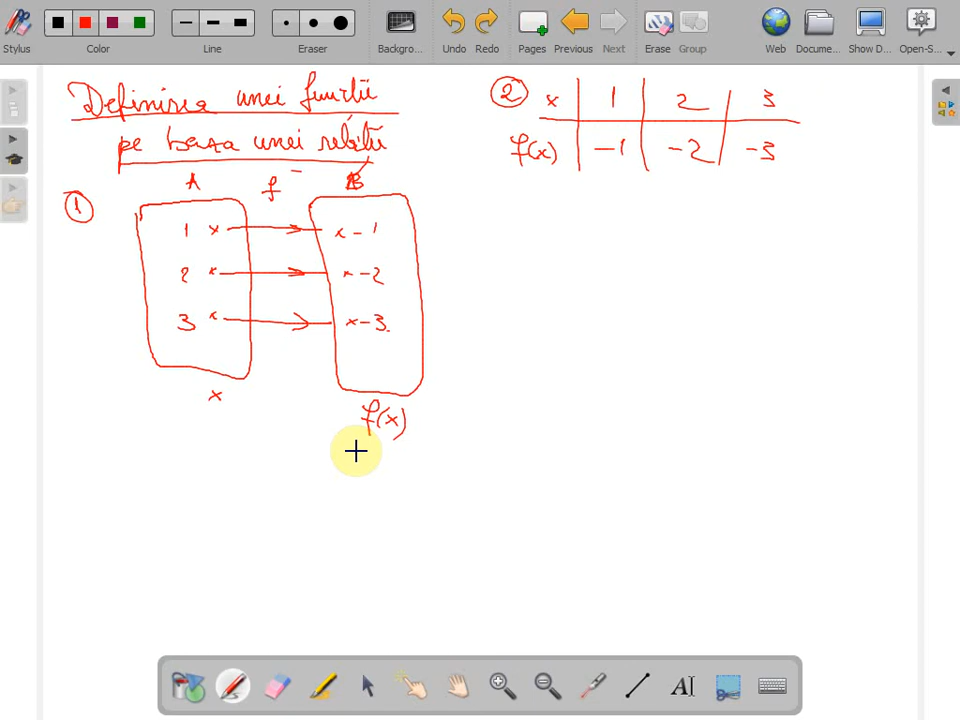 Stylus
Color
Line
Eraser
Backgro...
Undo
Redo
Pages
Previous
Next
Erase
Group
Web
Docume...
Show D...
Open-S...
Definirea unei funcții
pe baza unei relații
① A f B
1 x x -1
2 x x -2
3 x x -3
x
f(x)
② x 1 2 3
f(x) -1 -2 -3
AI